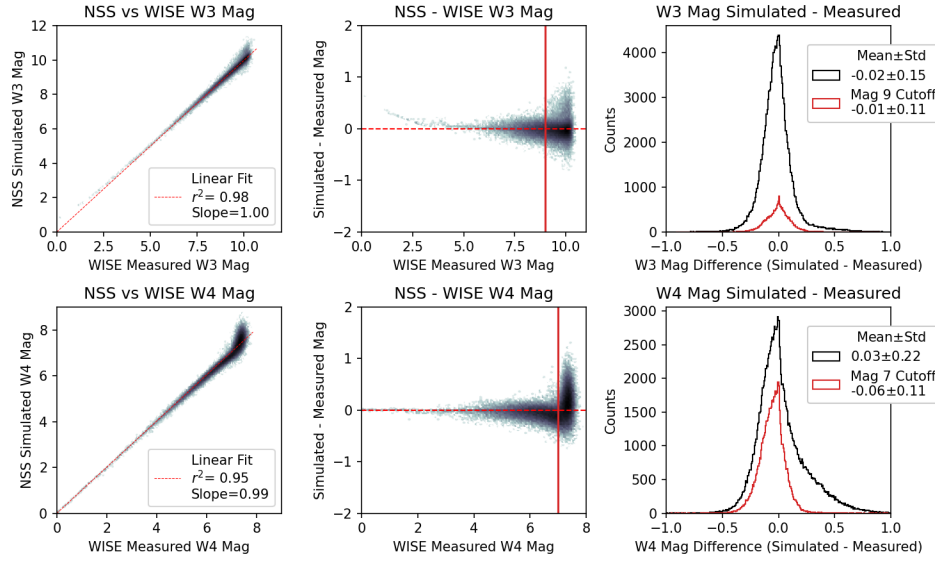 NSS vs WISE W3 Mag
NSS Simulated W3 Mag
12
10
8
6
4
2
0
Linear Fit
r²= 0.98
Slope=1.00
0.0 2.5 5.0 7.5 10.0
WISE Measured W3 Mag
NSS - WISE W3 Mag
Simulated - Measured Mag
2
1
0
−1
−2
0.0 2.5 5.0 7.5 10.0
WISE Measured W3 Mag
W3 Mag Simulated - Measured
Counts
4000
3000
2000
1000
0
Mean±Std
-0.02±0.15
Mag 9 Cutoff
-0.01±0.11
−1.0 −0.5 0.0 0.5 1.0
W3 Mag Difference (Simulated - Measured)
NSS vs WISE W4 Mag
NSS Simulated W4 Mag
8
6
4
2
0
Linear Fit
r²= 0.95
Slope=0.99
0 2 4 6 8
WISE Measured W4 Mag
NSS - WISE W4 Mag
Simulated - Measured Mag
2
1
0
−1
−2
0 2 4 6 8
WISE Measured W4 Mag
W4 Mag Simulated - Measured
Counts
3000
2500
2000
1500
1000
500
0
Mean±Std
0.03±0.22
Mag 7 Cutoff
-0.06±0.11
−1.0 −0.5 0.0 0.5 1.0
W4 Mag Difference (Simulated - Measured)